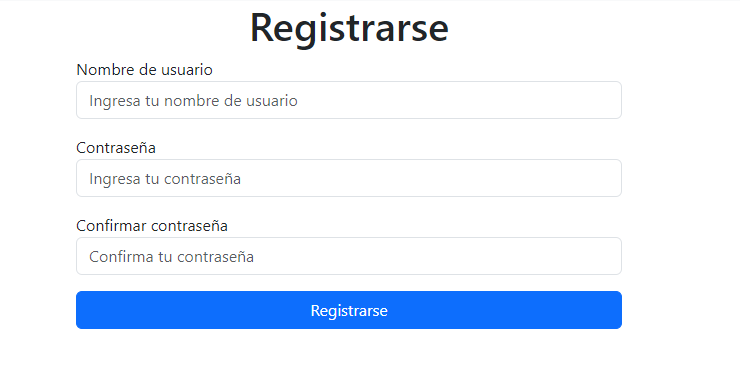 Registrarse
Nombre de usuario
Ingresa tu nombre de usuario
Contraseña
Ingresa tu contraseña
Confirmar contraseña
Confirma tu contraseña
Registrarse